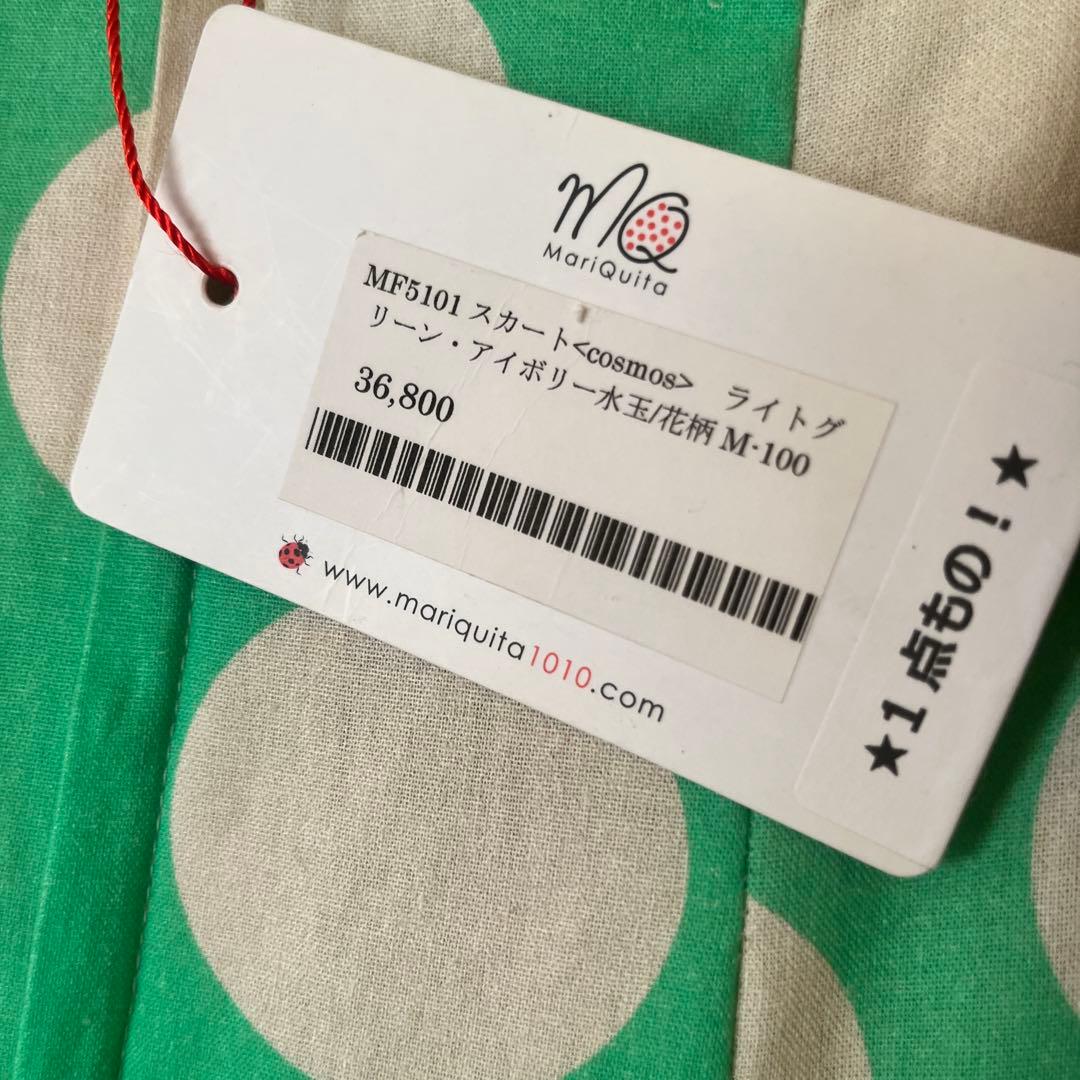 MQ
MariQuita
MF5101 スカート<cosmos>　ライトグ
リーン・アイボリー水玉/花柄 M・100
36,800
www.mariquita1010.com
★1点もの！★